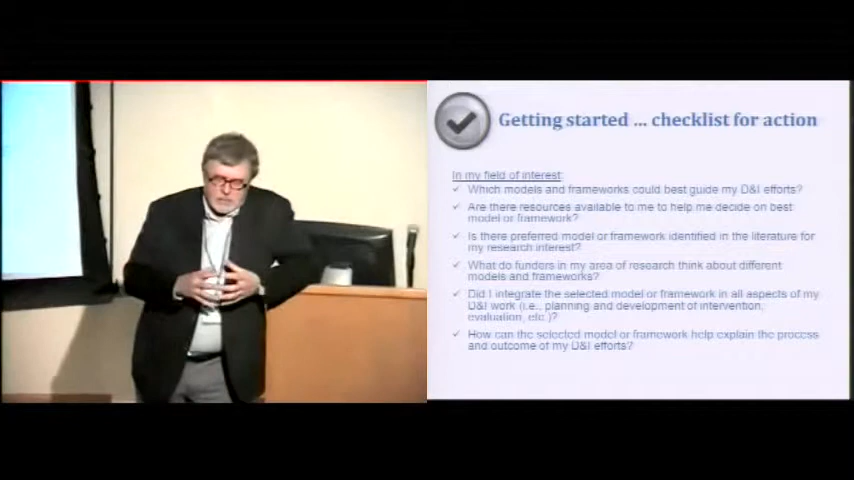 Getting started ... checklist for action
In my field of interest:
Which models and frameworks could best guide my D&I efforts?
Are there resources available to me to help me decide on best
model or framework?
Is there preferred model or framework identified in the literature for
my research interest?
What do funders in my area of research think about different
models and frameworks?
Did I integrate the selected model or framework in all aspects of my
D&I work (i.e., planning and development of intervention,
evaluation, etc.)?
How can the selected model or framework help explain the process
and outcome of my D&I efforts?